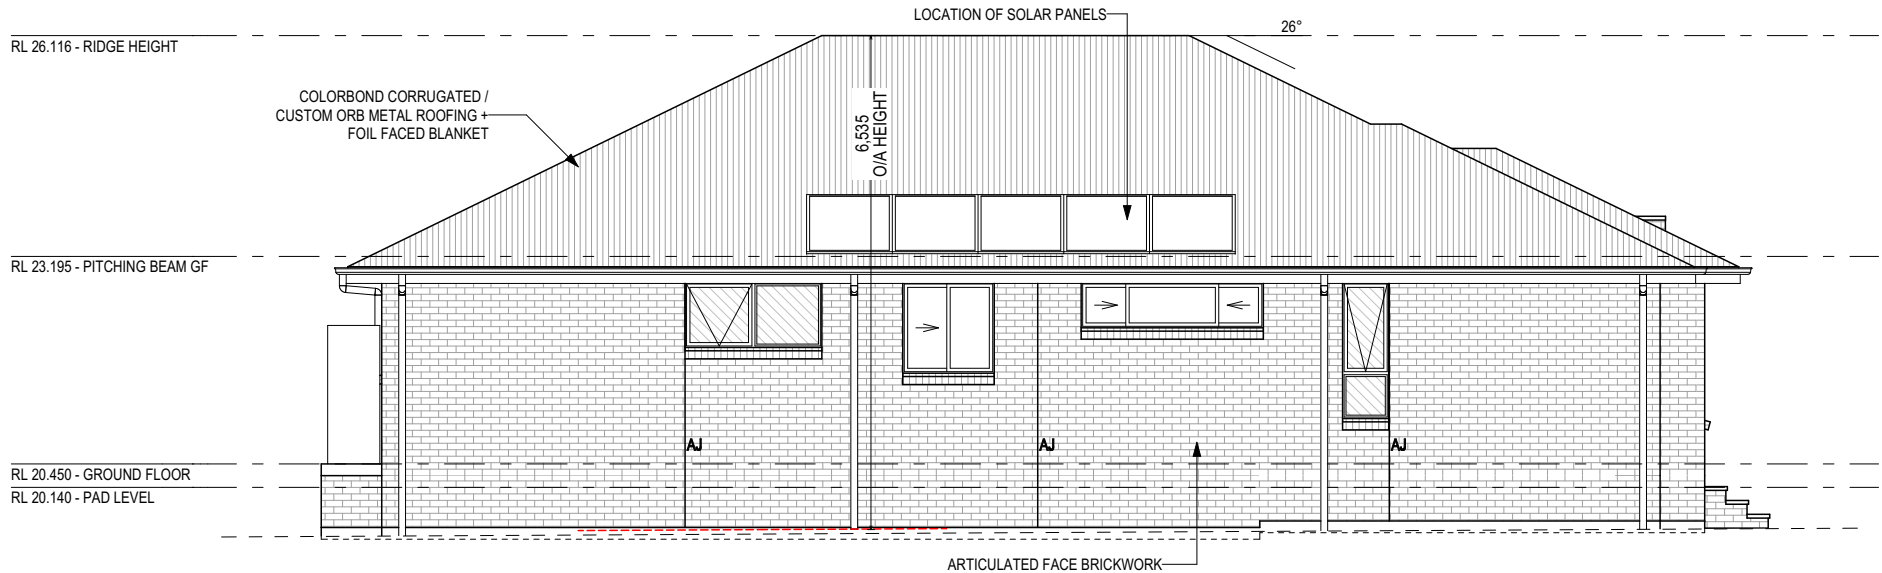 LOCATION OF SOLAR PANELS
26°
RL 26.116 - RIDGE HEIGHT
COLORBOND CORRUGATED /
CUSTOM ORB METAL ROOFING +
FOIL FACED BLANKET
6,535
O/A HEIGHT
RL 23.195 - PITCHING BEAM GF
AJ
AJ
AJ
RL 20.450 - GROUND FLOOR
RL 20.140 - PAD LEVEL
ARTICULATED FACE BRICKWORK